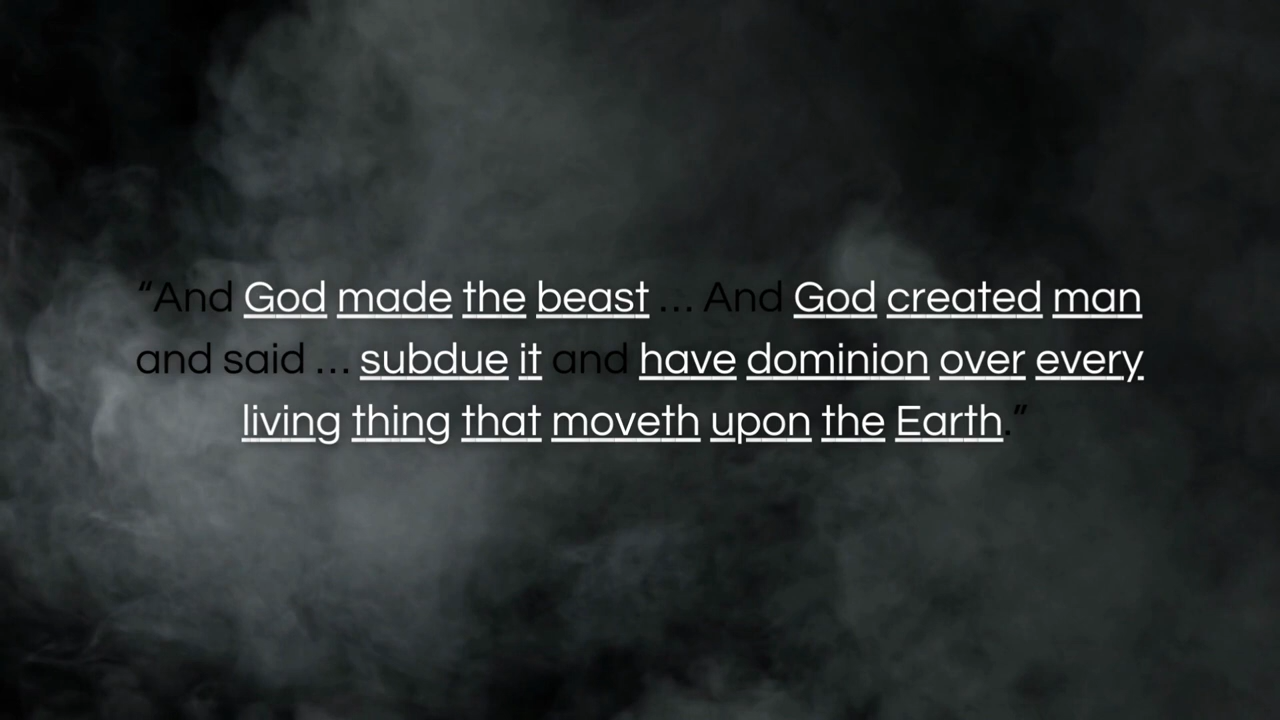 “And God made the beast ... And God created man
and said ... subdue it and have dominion over every
living thing that moveth upon the Earth.”